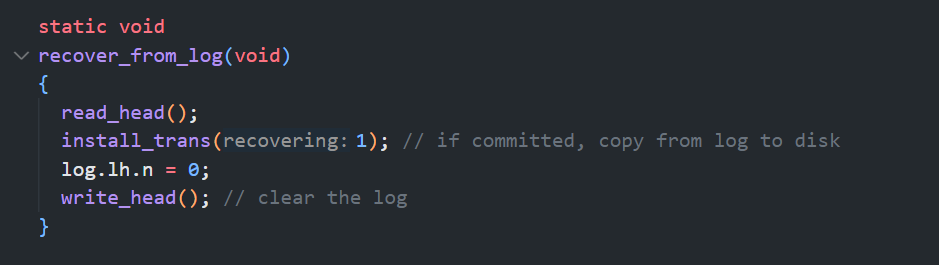 static void
recover_from_log(void)
{
  read_head();
  install_trans(recovering: 1); // if committed, copy from log to disk
  log.lh.n = 0;
  write_head(); // clear the log
}